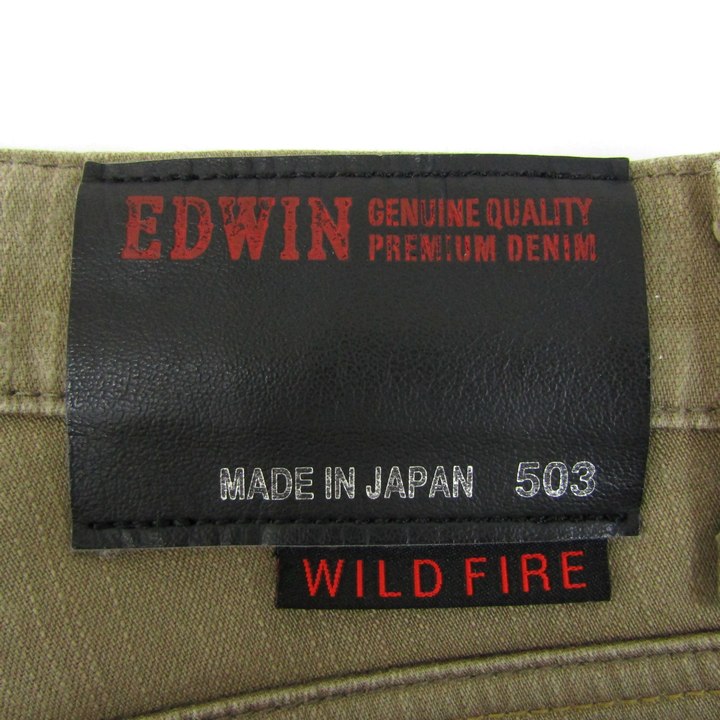 EDWIN GENUINE QUALITY
PREMIUM DENIM
MADE IN JAPAN 503
WILD FIRE